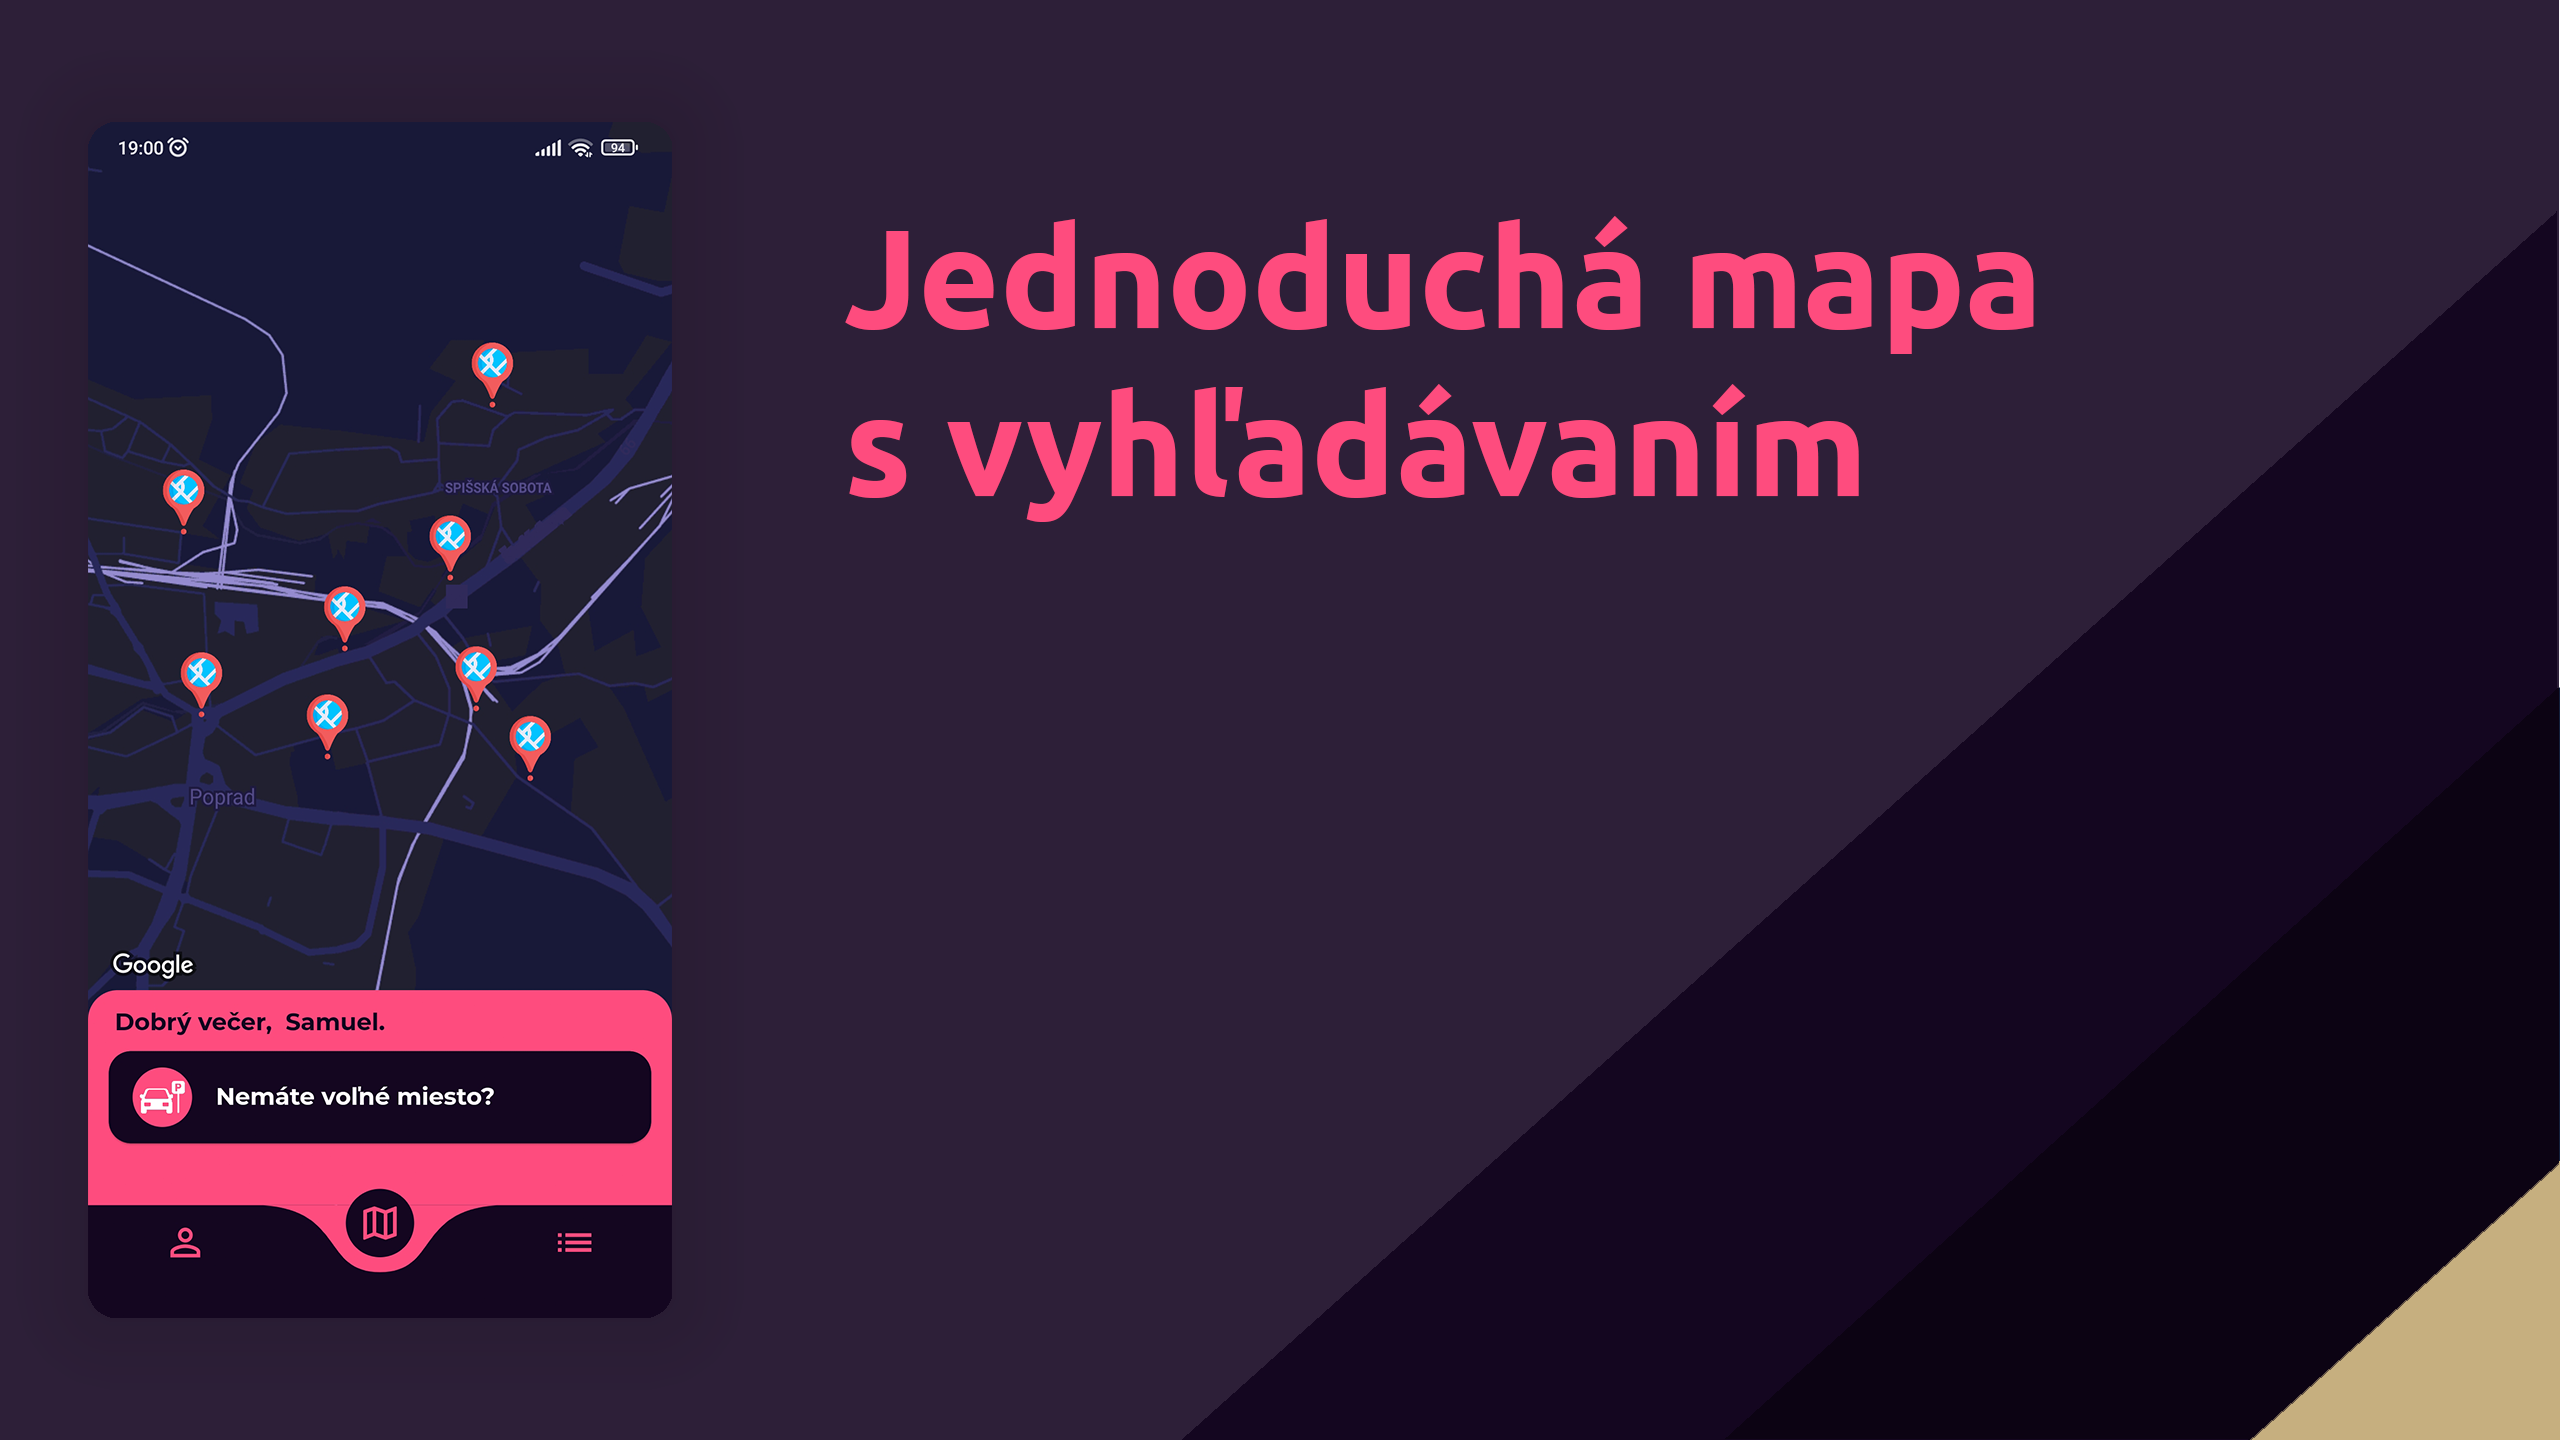 19:00
94
Jednoduchá mapa
s vyhľadávaním
SPIŠSKÁ SOBOTA
Poprad
Google
Dobrý večer, Samuel.
P
Nemáte voľné miesto?